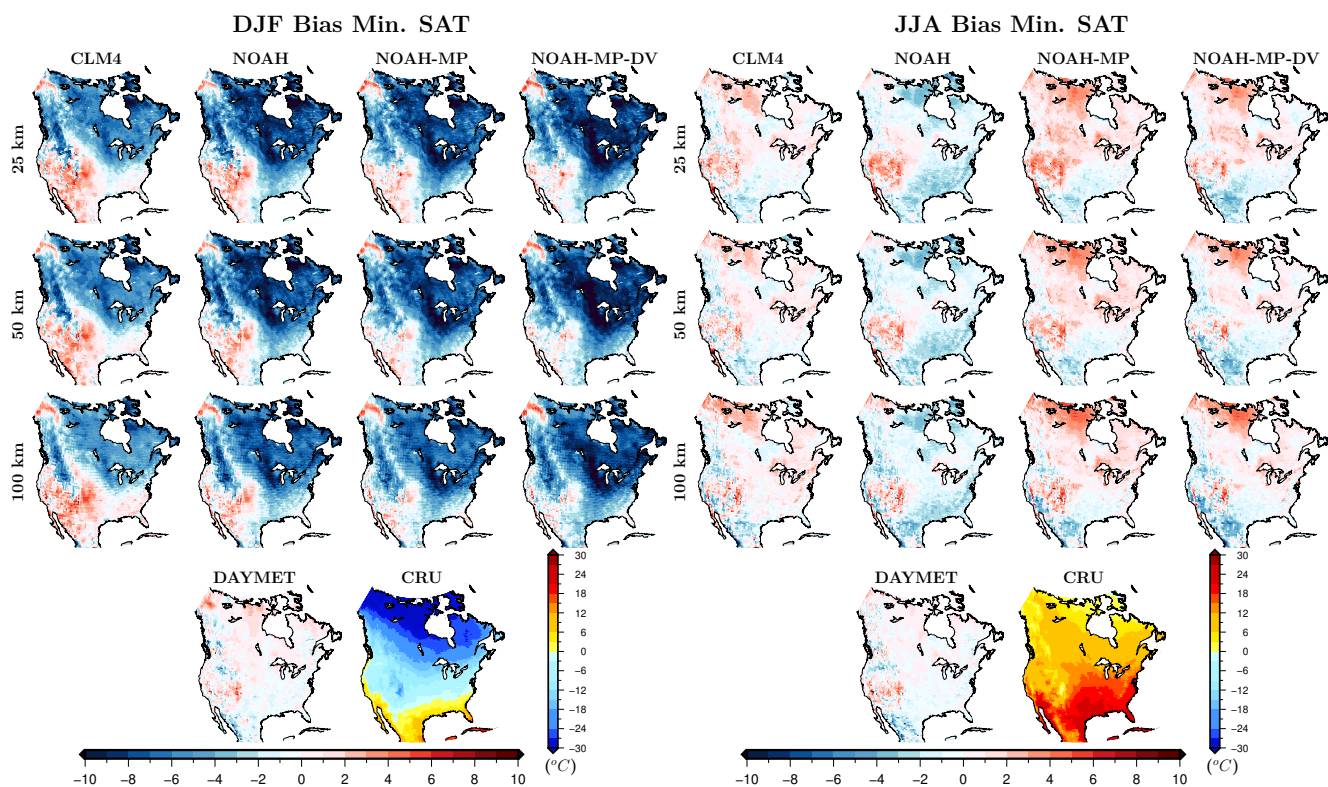 DJF Bias Min. SAT
CLM4 NOAH NOAH-MP NOAH-MP-DV
25 km
50 km
100 km
DAYMET CRU
30
24
18
12
6
0
−6
−12
−18
−24
−30
(°C)
−10 −8 −6 −4 −2 0 2 4 6 8 10
JJA Bias Min. SAT
CLM4 NOAH NOAH-MP NOAH-MP-DV
25 km
50 km
100 km
DAYMET CRU
30
24
18
12
6
0
−6
−12
−18
−24
−30
(°C)
−10 −8 −6 −4 −2 0 2 4 6 8 10